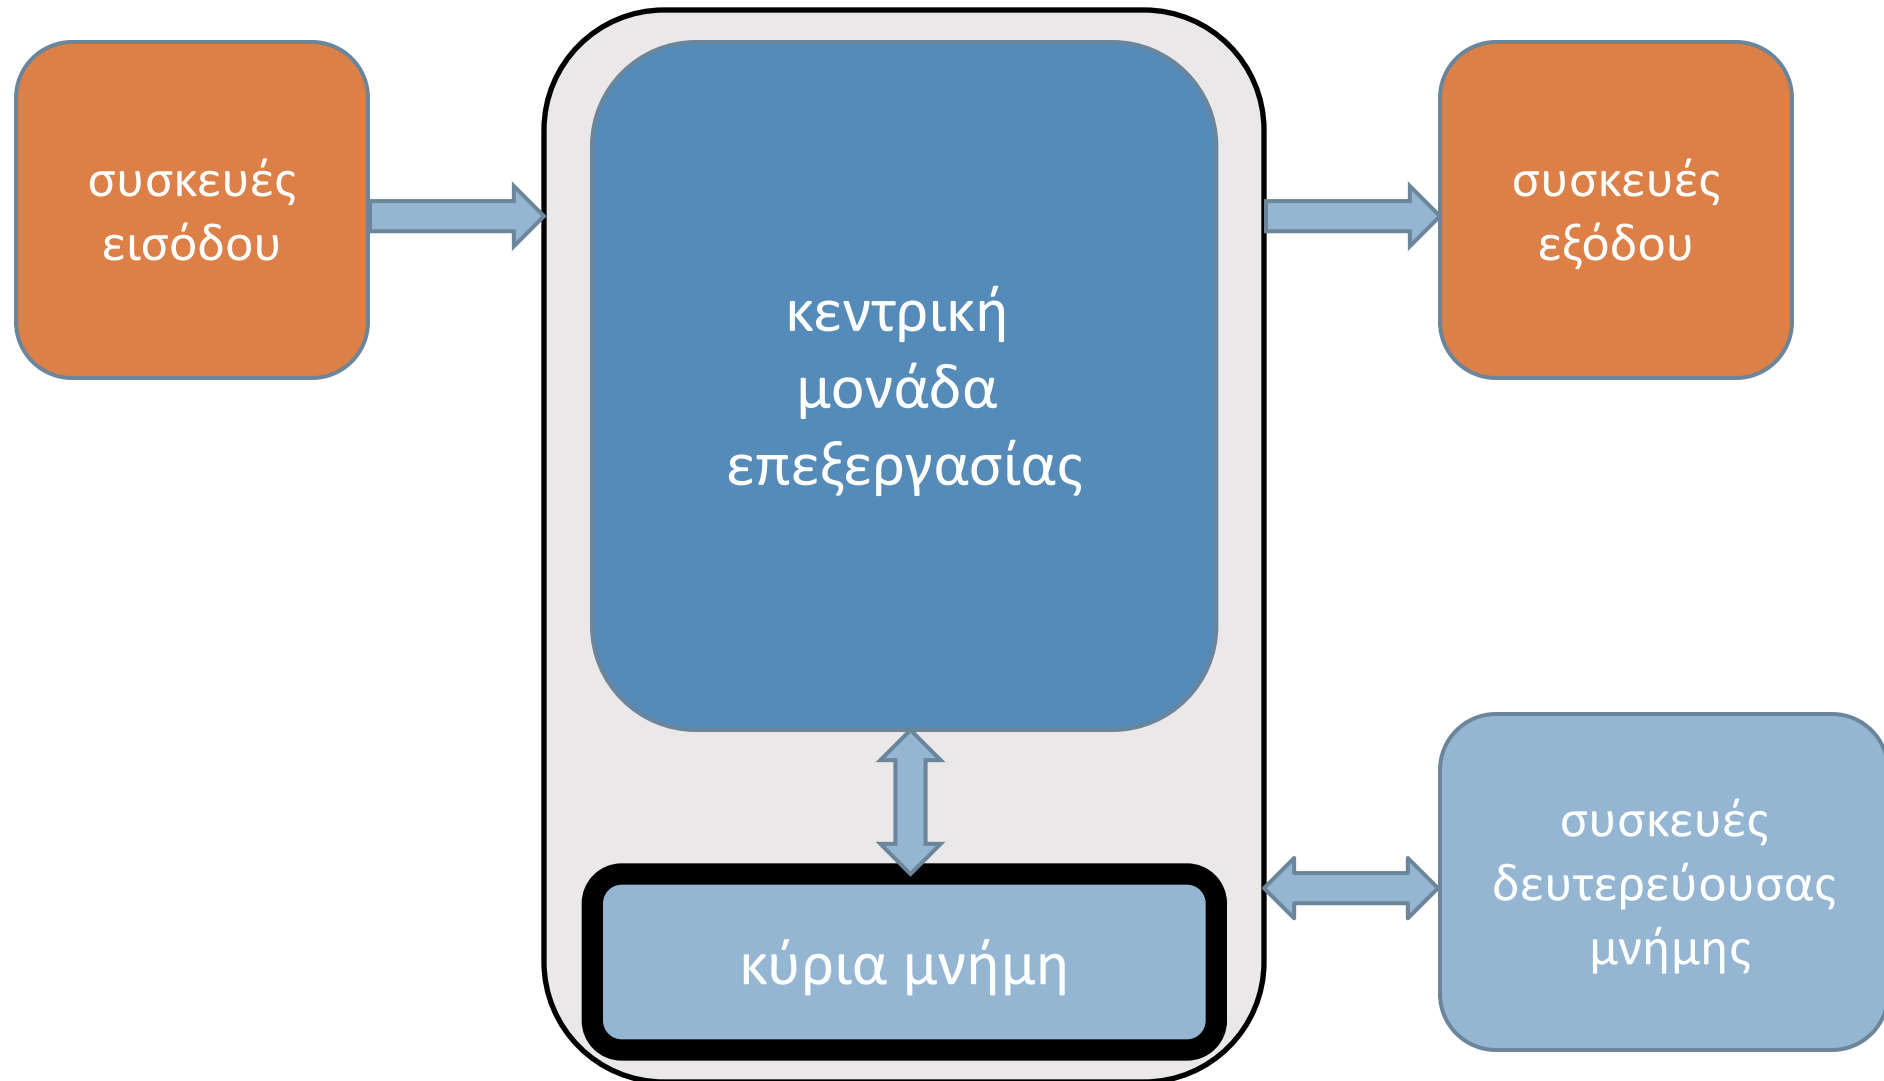 συσκευές
εισόδου
κεντρική
μονάδα
επεξεργασίας
συσκευές
εξόδου
κύρια μνήμη
συσκευές
δευτερεύουσας
μνήμης